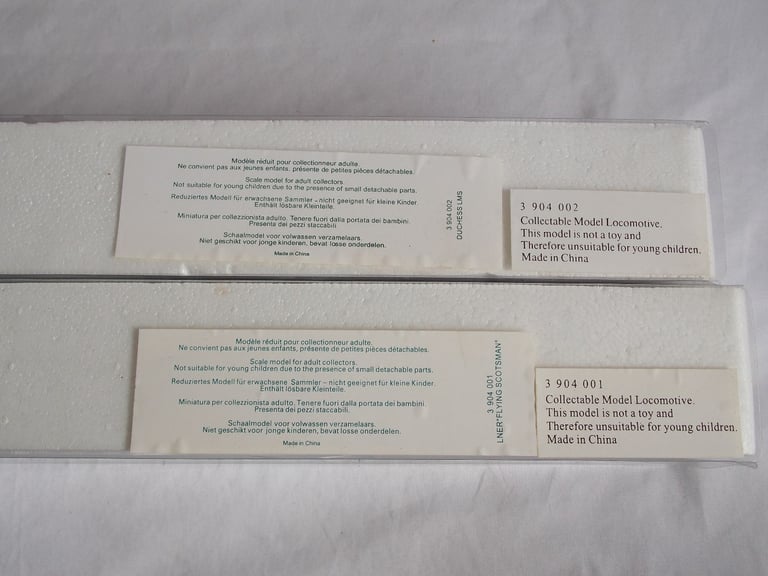 Modèle réduit pour collectionneur adulte.
Ne convient pas aux jeunes enfants, présente de petites pièces détachables.
Scale model for adult collectors.
Not suitable for young children due to the presence of small detachable parts.
Reduziertes Modell für erwachsene Sammler - nicht geeignet für kleine Kinder.
Enthält lösbare Kleinteile.
Miniatura per collezionista adulto. Tenere fuori dalla portata dei bambini.
Presenta dei pezzi staccabili.
Schaalmodel voor volwassen verzamelaars.
Niet geschikt voor jonge kinderen, bevat losse onderdelen.
Made in China
3 904 002
DUCHESS LMS
3 904 002
Collectable Model Locomotive.
This model is not a toy and
Therefore unsuitable for young children.
Made in China
Modèle réduit pour collectionneur adulte.
Ne convient pas aux jeunes enfants, présente de petites pièces détachables.
Scale model for adult collectors.
Not suitable for young children due to the presence of small detachable parts.
Reduziertes Modell für erwachsene Sammler - nicht geeignet für kleine Kinder.
Enthält lösbare Kleinteile.
Miniatura per collezionista adulto. Tenere fuori dalla portata dei bambini.
Presenta dei pezzi staccabili.
Schaalmodel voor volwassen verzamelaars.
Niet geschikt voor jonge kinderen, bevat losse onderdelen.
Made in China
3 904 001
LNER"FLYING SCOTSMAN"
3 904 001
Collectable Model Locomotive.
This model is not a toy and
Therefore unsuitable for young children.
Made in China